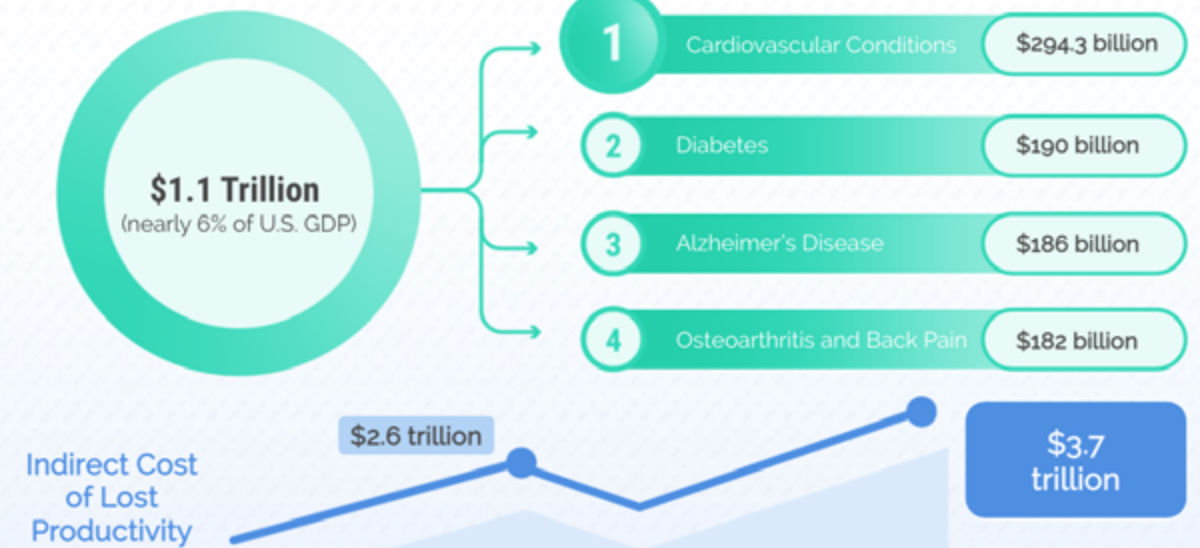 $1.1 Trillion
(nearly 6% of U.S. GDP)
1
Cardiovascular Conditions
$294.3 billion
2
Diabetes
$190 billion
3
Alzheimer's Disease
$186 billion
4
Osteoarthritis and Back Pain
$182 billion
Indirect Cost
of Lost
Productivity
$2.6 trillion
$3.7
trillion